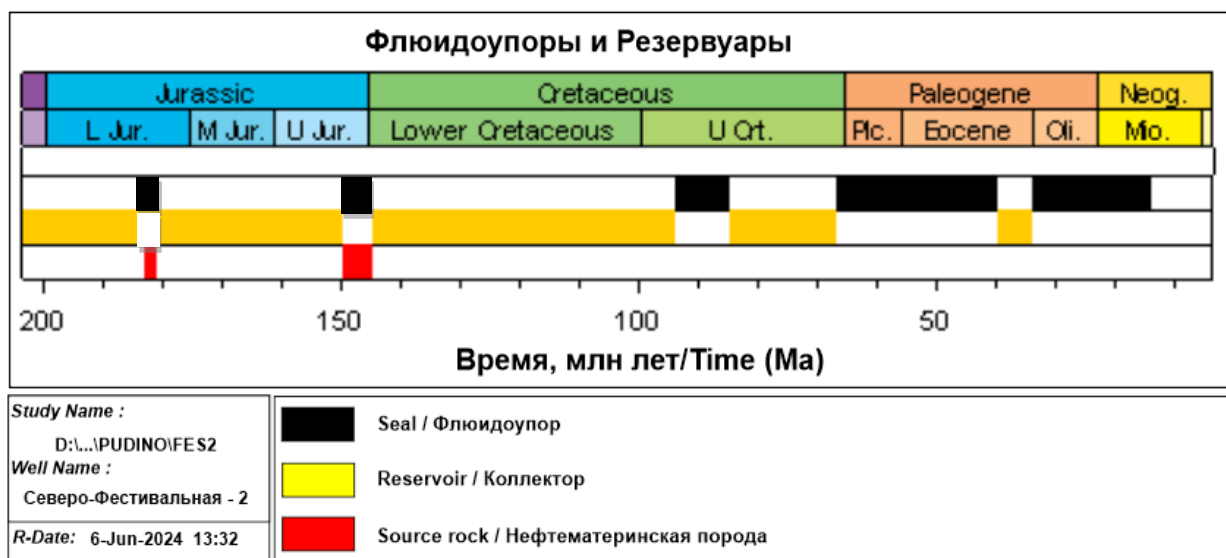 Флюидоупоры и Резервуары
Jurassic Cretaceous Paleogene Neog.
L Jur. M Jur. U Jur. Lower Cretaceous U Crt. Plc. Eocene Oli. Mio.
200 150 100 50
Время, млн лет/Time (Ma)
Study Name :
D:\...\PUDINO\FES2
Well Name :
Северо-Фестивальная - 2
R-Date: 6-Jun-2024 13:32
Seal / Флюидоупор
Reservoir / Коллектор
Source rock / Нефтематеринская порода